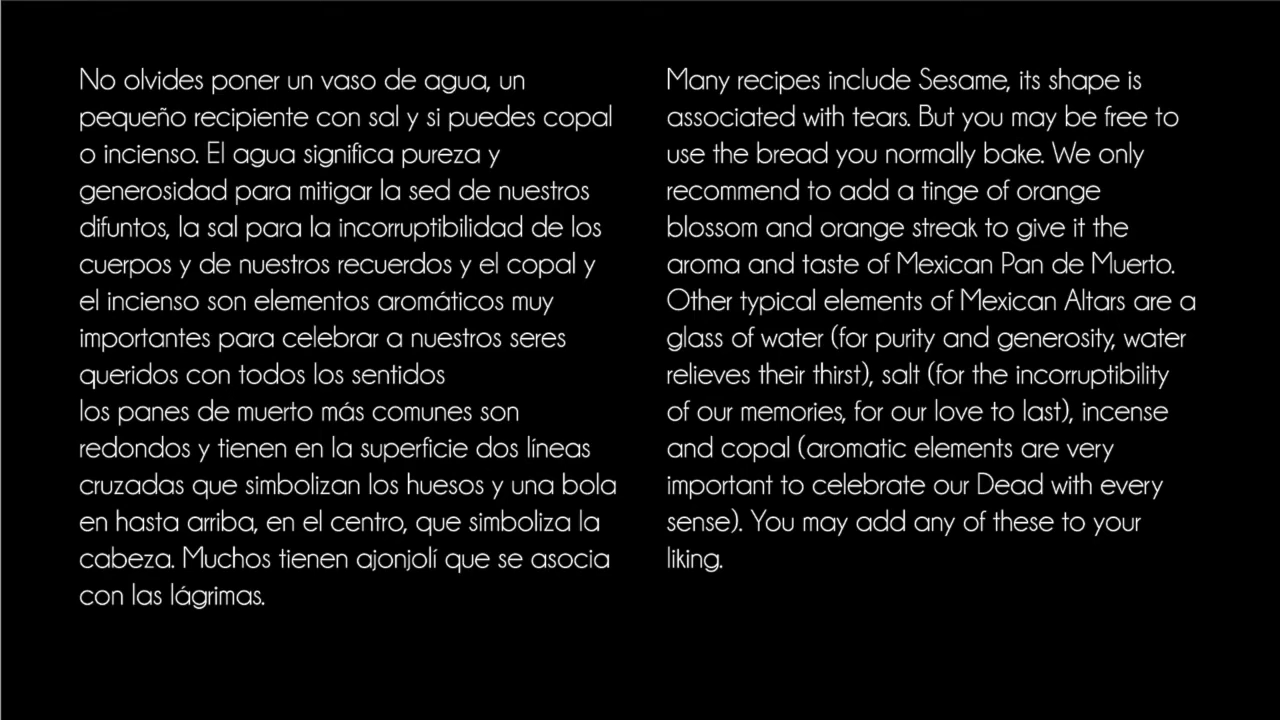 No olvides poner un vaso de agua, un
pequeño recipiente con sal y si puedes copal
o incienso. El agua significa pureza y
generosidad para mitigar la sed de nuestros
difuntos, la sal para la incorruptibilidad de los
cuerpos y de nuestros recuerdos y el copal y
el incienso son elementos aromáticos muy
importantes para celebrar a nuestros seres
queridos con todos los sentidos
los panes de muerto más comunes son
redondos y tienen en la superficie dos líneas
cruzadas que simbolizan los huesos y una bola
en hasta arriba, en el centro, que simboliza la
cabeza. Muchos tienen ajonjolí que se asocia
con las lágrimas.
Many recipes include Sesame, its shape is
associated with tears. But you may be free to
use the bread you normally bake. We only
recommend to add a tinge of orange
blossom and orange streak to give it the
aroma and taste of Mexican Pan de Muerto.
Other typical elements of Mexican Altars are a
glass of water (for purity and generosity, water
relieves their thirst), salt (for the incorruptibility
of our memories, for our love to last), incense
and copal (aromatic elements are very
important to celebrate our Dead with every
sense). You may add any of these to your
liking.